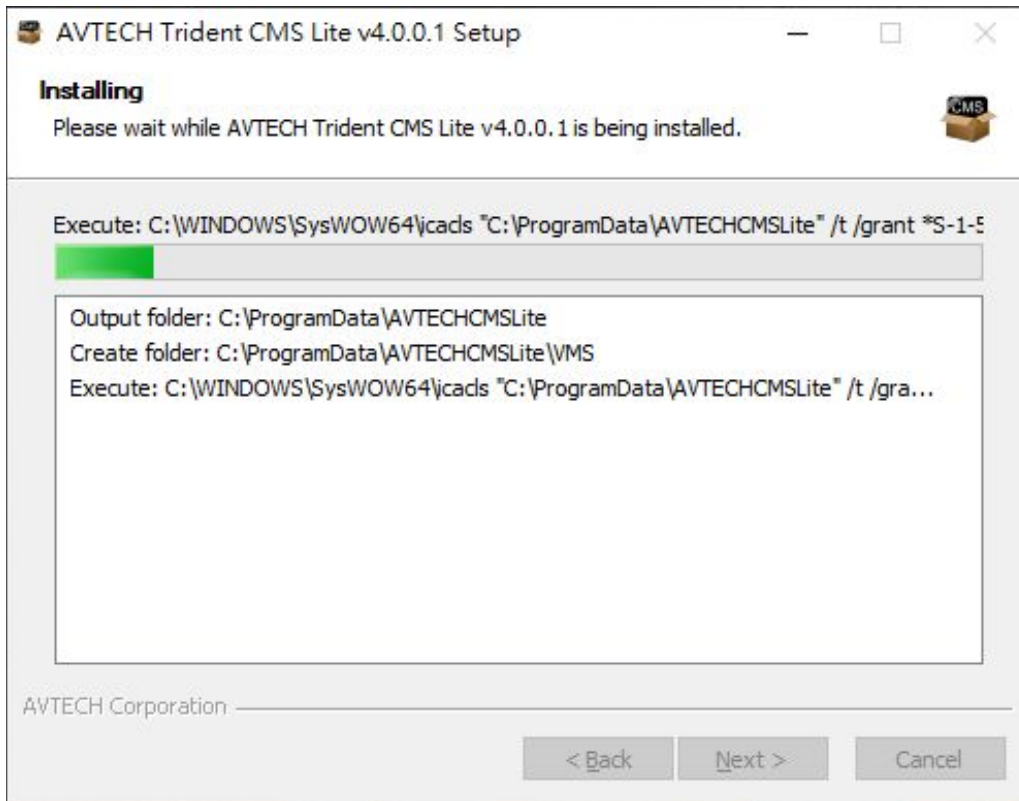 AVTECH Trident CMS Lite v4.0.0.1 Setup
Installing
Please wait while AVTECH Trident CMS Lite v4.0.0.1 is being installed.
CMS
Execute: C:\WINDOWS\SysWOW64\icacls "C:\ProgramData\AVTECHCMSLite" /t /grant *S-1-5
Output folder: C:\ProgramData\AVTECHCMSLite
Create folder: C:\ProgramData\AVTECHCMSLite\VMS
Execute: C:\WINDOWS\SysWOW64\icacls "C:\ProgramData\AVTECHCMSLite" /t /gra...
AVTECH Corporation
< Back Next > Cancel